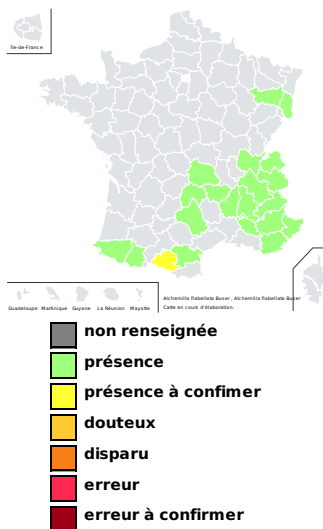 Île-de-France
Guadeloupe Martinique Guyane La Réunion Mayotte
Alchemilla flabellata Buser , Alchemilla flabellata Buser
Carte en cours d'élaboration.
non renseignée
présence
présence à confimer
douteux
disparu
erreur
erreur à confirmer